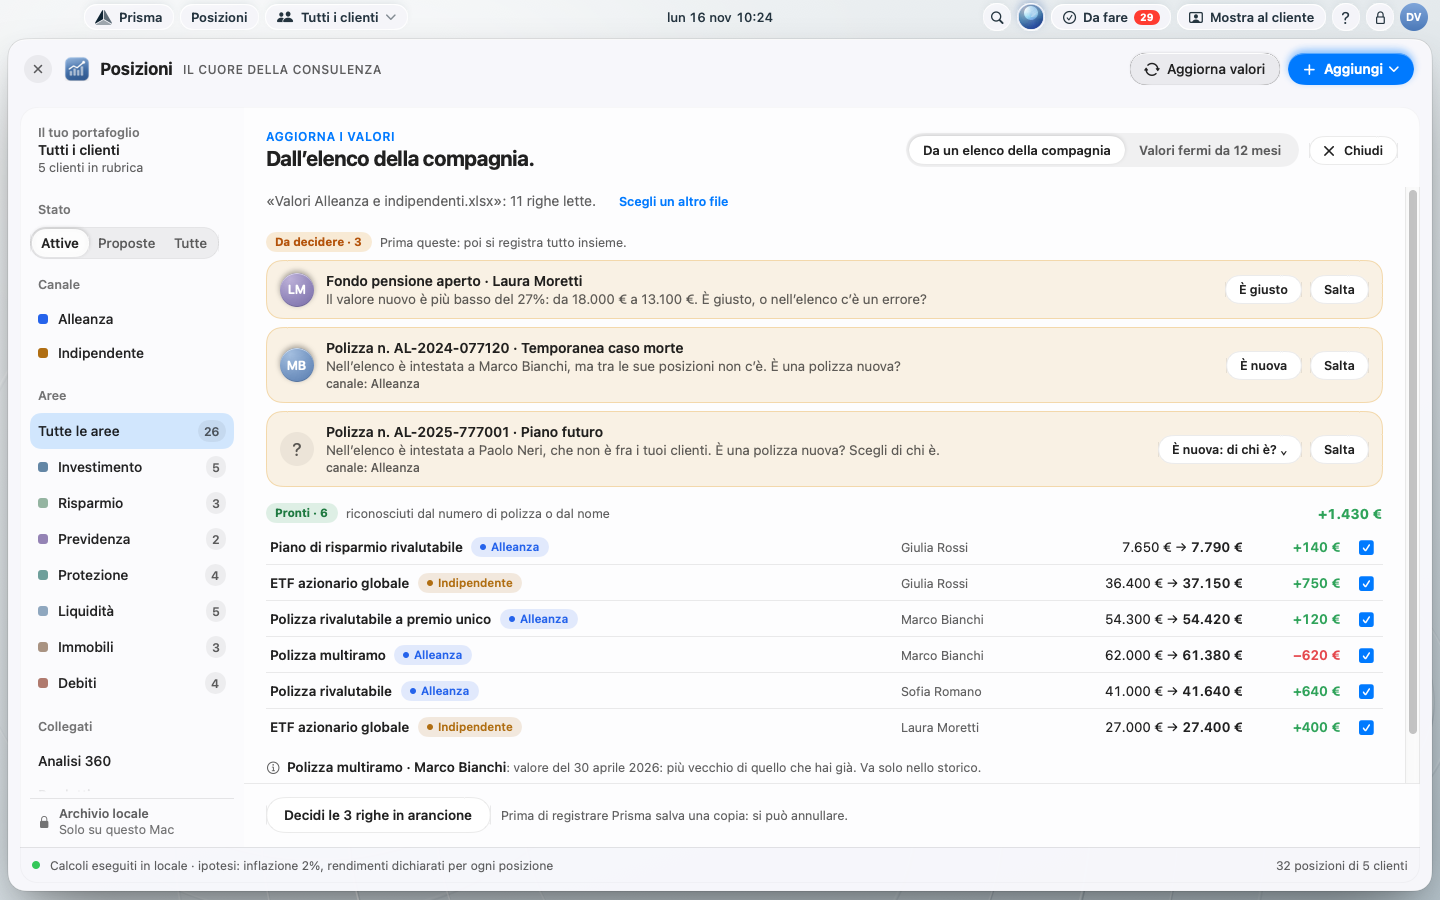 Prisma
Posizioni
Tutti i clienti
lun 16 nov 10:24
Da fare 29
Mostra al cliente
?
DV
Posizioni IL CUORE DELLA CONSULENZA
Aggiorna valori
Aggiungi
Il tuo portafoglio
Tutti i clienti
5 clienti in rubrica
Stato
Attive Proposte Tutte
Canale
Alleanza
Indipendente
Aree
Tutte le aree 26
Investimento 5
Risparmio 3
Previdenza 2
Protezione 4
Liquidità 5
Immobili 3
Debiti 4
Collegati
Analisi 360
Archivio locale
Solo su questo Mac
AGGIORNA I VALORI
Dall’elenco della compagnia.
Da un elenco della compagnia
Valori fermi da 12 mesi
Chiudi
«Valori Alleanza e indipendenti.xlsx»: 11 righe lette. Scegli un altro file
Da decidere · 3 Prima queste: poi si registra tutto insieme.
LM
Fondo pensione aperto · Laura Moretti
Il valore nuovo è più basso del 27%: da 18.000 € a 13.100 €. È giusto, o nell’elenco c’è un errore?
È giusto Salta
MB
Polizza n. AL-2024-077120 · Temporanea caso morte
Nell’elenco è intestata a Marco Bianchi, ma tra le sue posizioni non c’è. È una polizza nuova?
canale: Alleanza
È nuova Salta
?
Polizza n. AL-2025-777001 · Piano futuro
Nell’elenco è intestata a Paolo Neri, che non è fra i tuoi clienti. È una polizza nuova? Scegli di chi è.
canale: Alleanza
È nuova: di chi è? Salta
Pronti · 6 riconosciuti dal numero di polizza o dal nome +1.430 €
Piano di risparmio rivalutabile Alleanza Giulia Rossi 7.650 € → 7.790 € +140 €
ETF azionario globale Indipendente Giulia Rossi 36.400 € → 37.150 € +750 €
Polizza rivalutabile a premio unico Alleanza Marco Bianchi 54.300 € → 54.420 € +120 €
Polizza multiramo Alleanza Marco Bianchi 62.000 € → 61.380 € −620 €
Polizza rivalutabile Alleanza Sofia Romano 41.000 € → 41.640 € +640 €
ETF azionario globale Indipendente Laura Moretti 27.000 € → 27.400 € +400 €
Polizza multiramo · Marco Bianchi: valore del 30 aprile 2026: più vecchio di quello che hai già. Va solo nello storico.
Decidi le 3 righe in arancione Prima di registrare Prisma salva una copia: si può annullare.
Calcoli eseguiti in locale · ipotesi: inflazione 2%, rendimenti dichiarati per ogni posizione
32 posizioni di 5 clienti